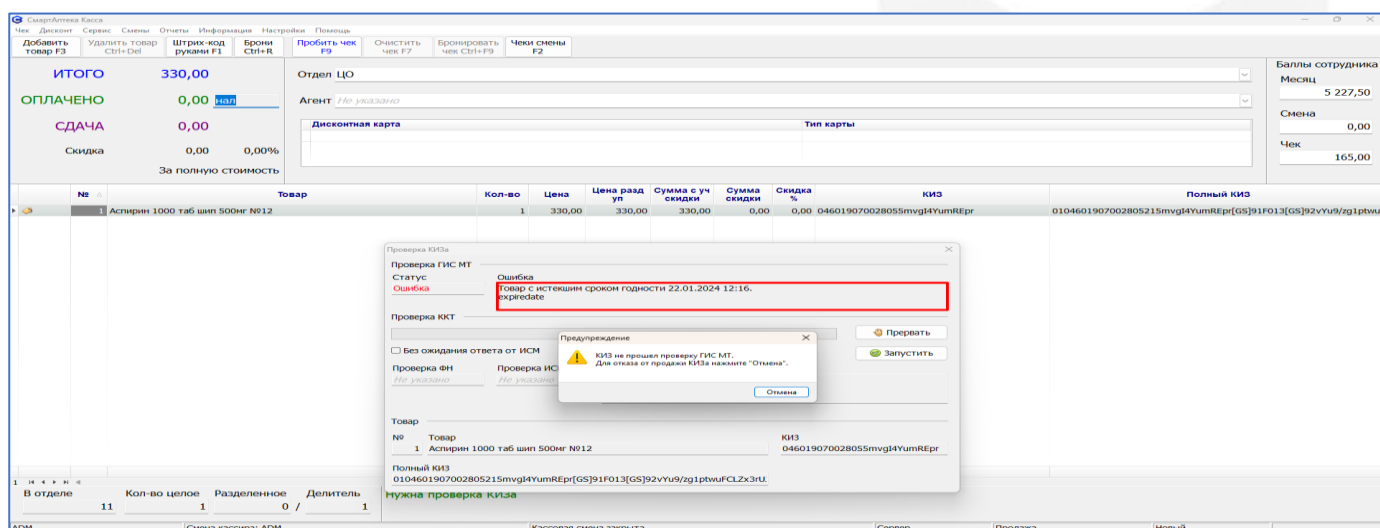 СмартАптека Касса
Чек Дисконт Сервис Смены Отчеты Информация Настройки Помощь
Добавить товар F3 Удалить товар Ctrl+Del Штрих-код руками F1 Брони Ctrl+R Пробить чек F9 Очистить чек F7 Бронировать чек Ctrl+F9 Чеки смены F2
ИТОГО 330,00
ОПЛАЧЕНО 0,00 нал
СДАЧА 0,00
Скидка 0,00 0,00%
За полную стоимость
Отдел ЦО
Агент Не указано
Дисконтная карта Тип карты
Баллы сотрудника
Месяц
5 227,50
Смена
0,00
Чек
165,00
№ Товар Кол-во Цена Цена разд уп Сумма с уч скидки Сумма скидки Скидка % КИЗ Полный КИЗ
1 Аспирин 1000 таб шип 500мг №12 1 330,00 330,00 330,00 0,00 0,00 046019070028055mvgI4YumREpr 0104601907002805215mvgI4YumREpr[GS]91F013[GS]92vYu9/zg1ptwu
Проверка КИЗа
Проверка ГИС МТ
Статус Ошибка
Ошибка Товар с истекшим сроком годности 22.01.2024 12:16.
expiredate
Проверка ККТ
Прервать
Без ожидания ответа от ИСМ
Запустить
Проверка ФН Проверка ИС
Не указано Не указано
Предупреждение
КИЗ не прошел проверку ГИС МТ.
Для отказа от продажи КИЗа нажмите "Отмена".
Отмена
Товар
№ Товар КИЗ
1 Аспирин 1000 таб шип 500мг №12 046019070028055mvgI4YumREpr
Полный КИЗ
0104601907002805215mvgI4YumREpr[GS]91F013[GS]92vYu9/zg1ptwuFCLZx3rU.
1
В отделе Кол-во целое Разделенное Делитель
11 1 0 / 1
Нужна проверка КИЗа
ADM Смена кассира: ADM Кассовая смена закрыта Сервер Продажа Новый